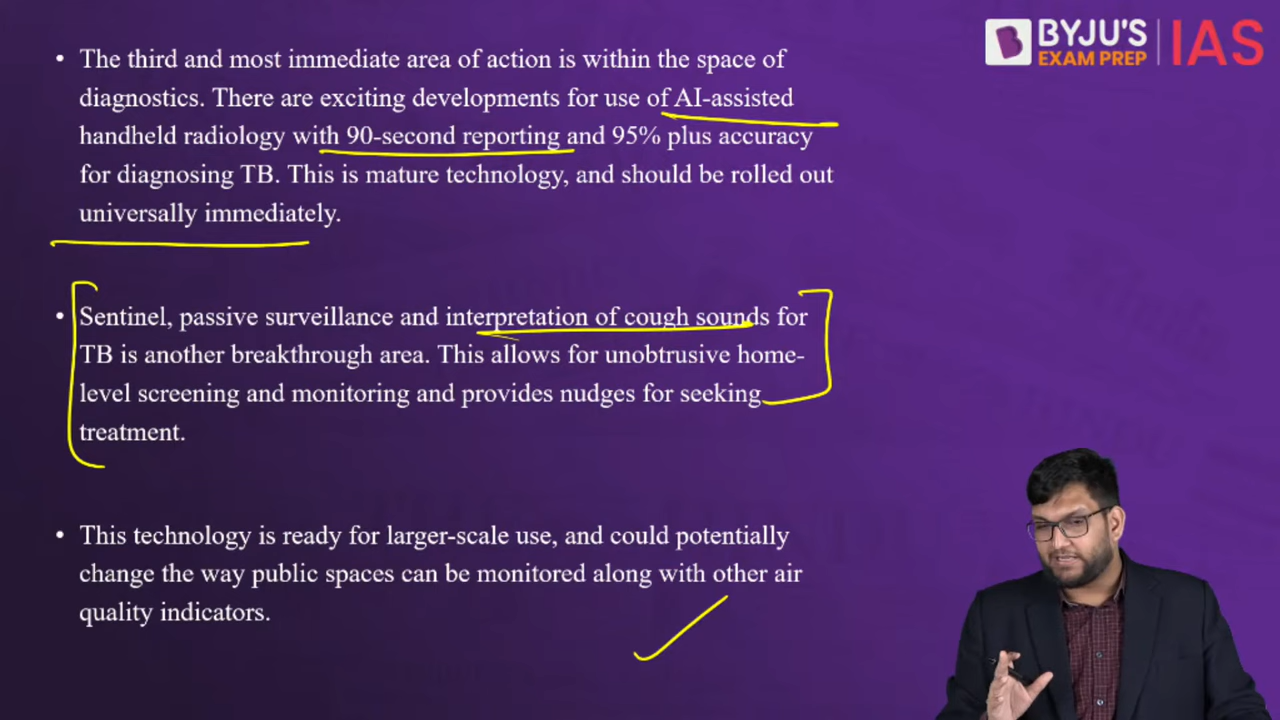 BYJU'S
EXAM PREP
IAS
• The third and most immediate area of action is within the space of
diagnostics. There are exciting developments for use of AI-assisted
handheld radiology with 90-second reporting and 95% plus accuracy
for diagnosing TB. This is mature technology, and should be rolled out
universally immediately.
• Sentinel, passive surveillance and interpretation of cough sounds for
TB is another breakthrough area. This allows for unobtrusive home-
level screening and monitoring and provides nudges for seeking
treatment.
• This technology is ready for larger-scale use, and could potentially
change the way public spaces can be monitored along with other air
quality indicators.